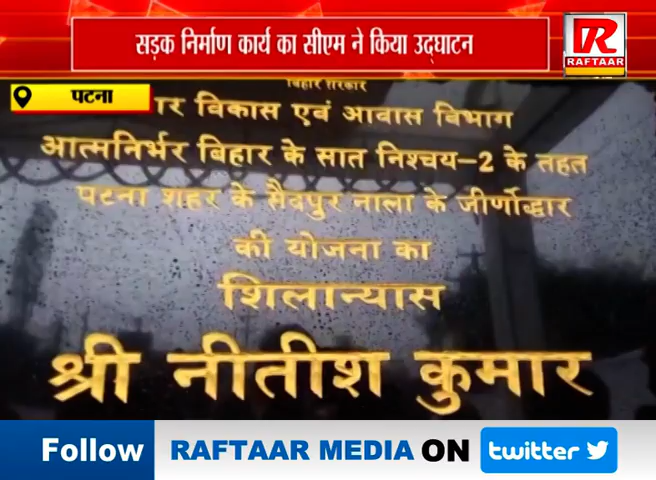 सड़क निर्माण कार्य का सीएम ने किया उद्घाटन
R
RAFTAAR
पटना
बिहार सरकार
विकास एवं आवास विभाग
आत्मनिर्भर बिहार के सात निश्चय-2 के तहत
पटना शहर के सैदपुर नाला के जीर्णोद्धार
की योजना का
शिलान्यास
श्री नीतीश कुमार
Follow RAFTAAR MEDIA ON twitter